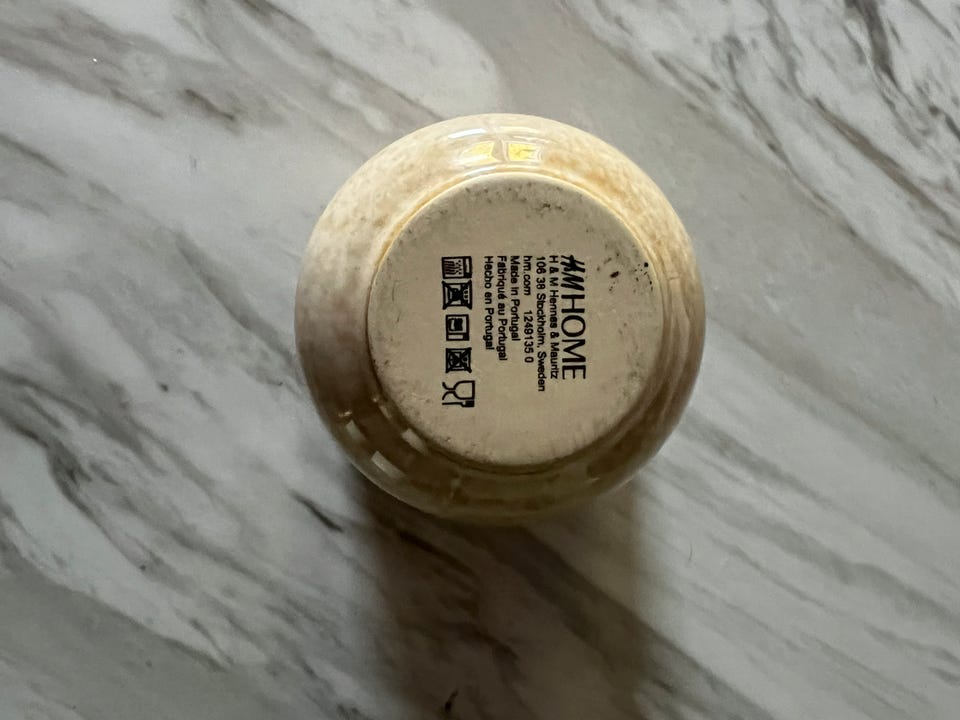 H&M HOME
H & M Hennes & Mauritz
106 38 Stockholm, Sweden
hm.com 1249135 0
Made in Portugal
Fabriqué au Portugal
Hecho en Portugal